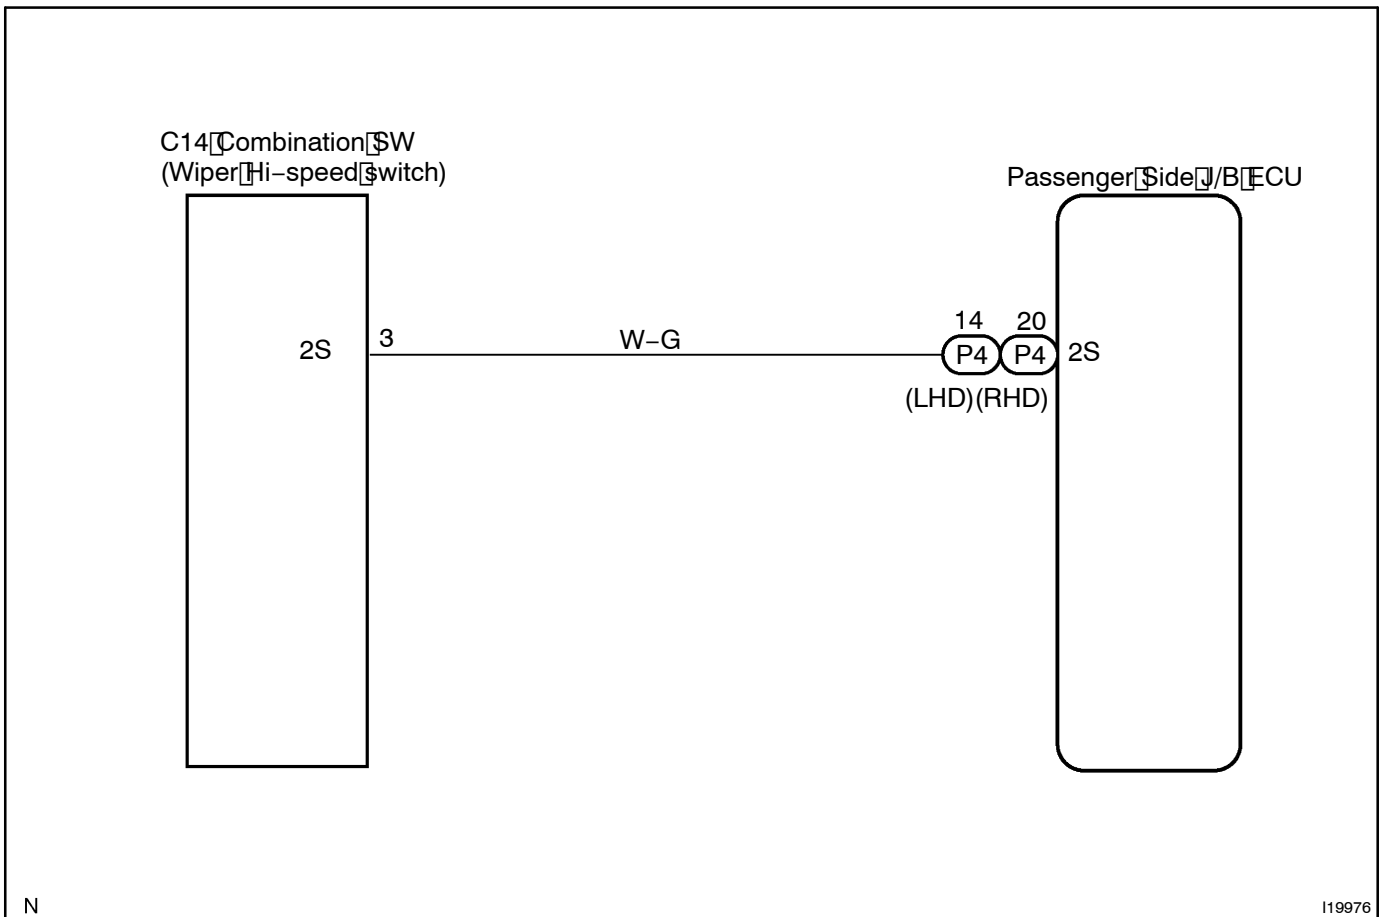 C14 Combination SW
(Wiper Hi−speed switch)
Passenger Side J/B ECU
2S
3
W−G
14
20
P4
P4
2S
(LHD)(RHD)
N
I19976